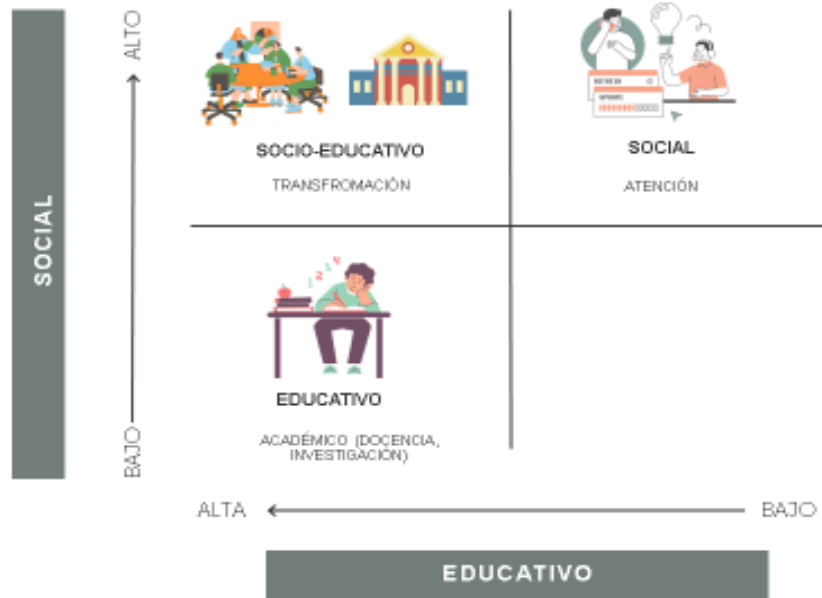 ALTO
SOCIAL
BAJO
SOCIO-EDUCATIVO
TRANSFROMACIÓN
SOCIAL
ATENCIÓN
EDUCATIVO
ACADÉMICO (DOCENCIA,
INVESTIGACIÓN)
ALTA
BAJO
EDUCATIVO